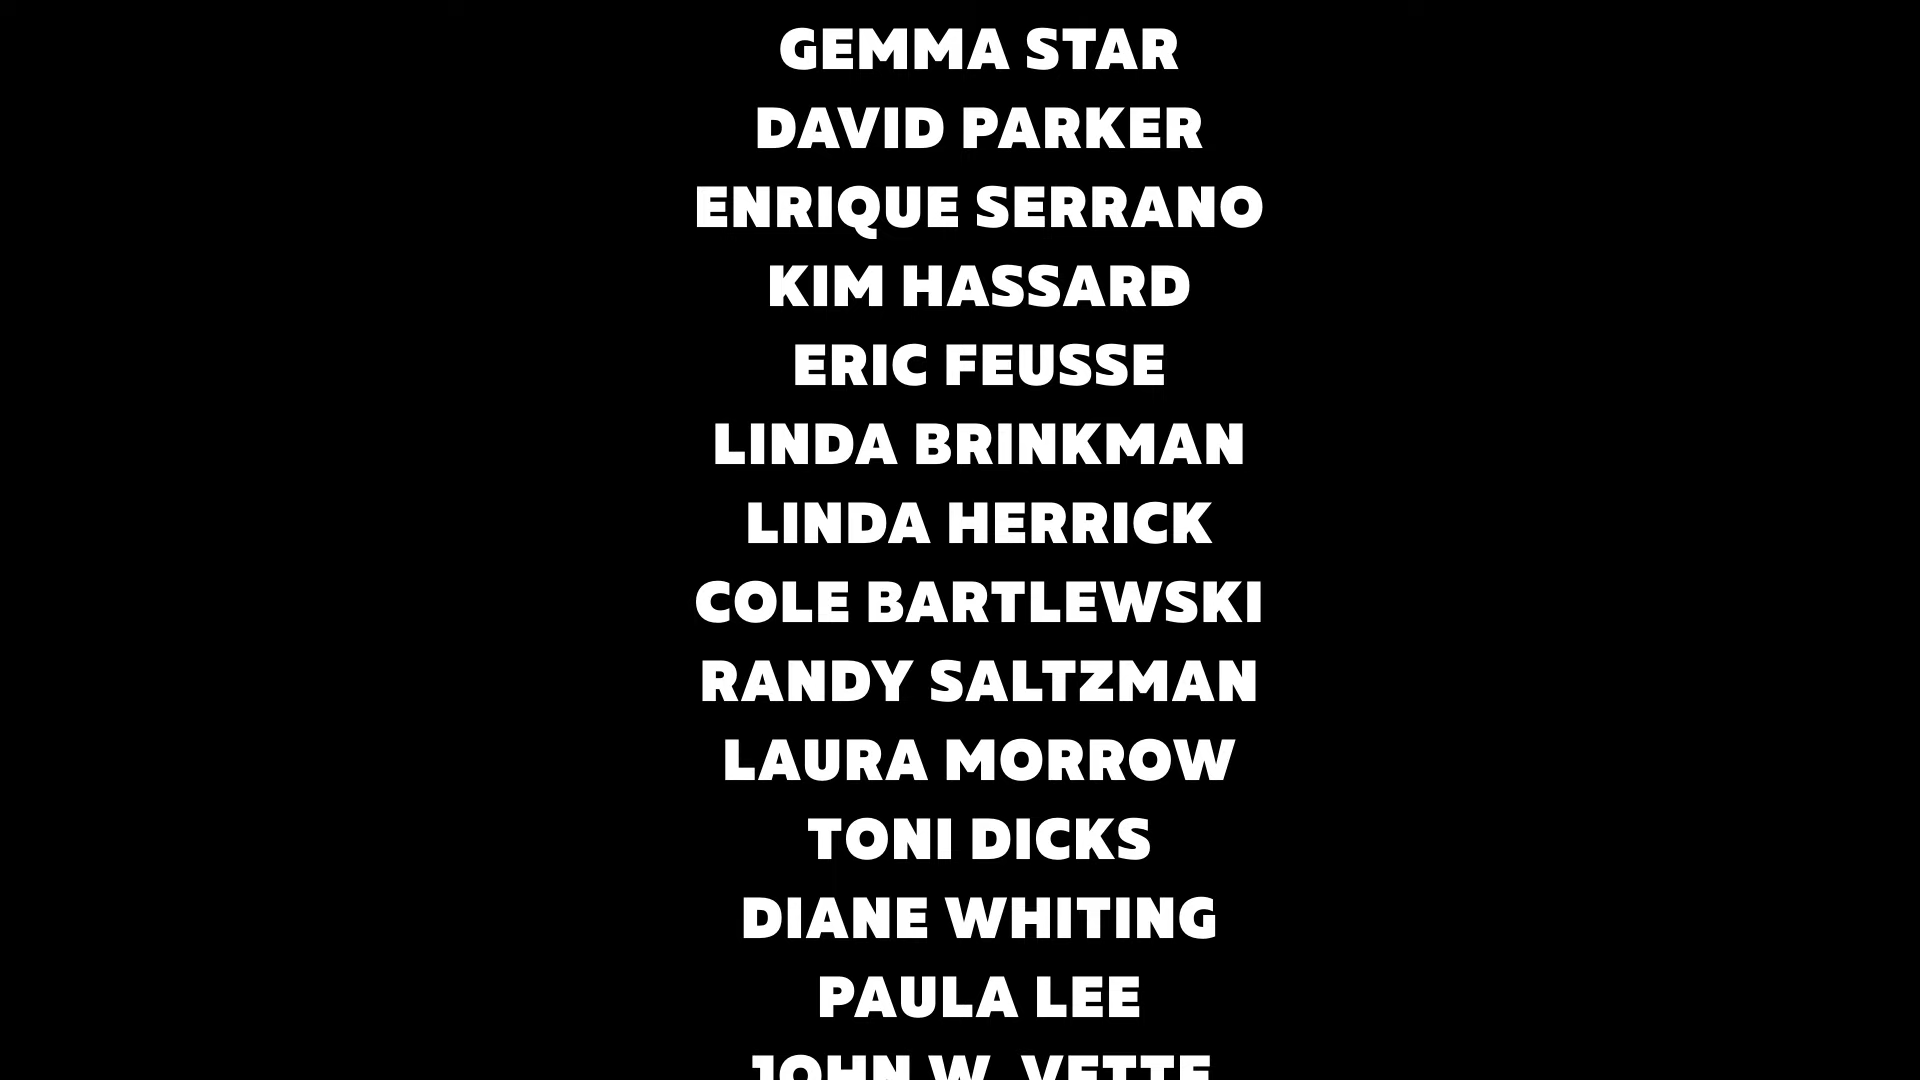 GEMMA STAR
DAVID PARKER
ENRIQUE SERRANO
KIM HASSARD
ERIC FEUSSE
LINDA BRINKMAN
LINDA HERRICK
COLE BARTLEWSKI
RANDY SALTZMAN
LAURA MORROW
TONI DICKS
DIANE WHITING
PAULA LEE
JOHN W. VETTE